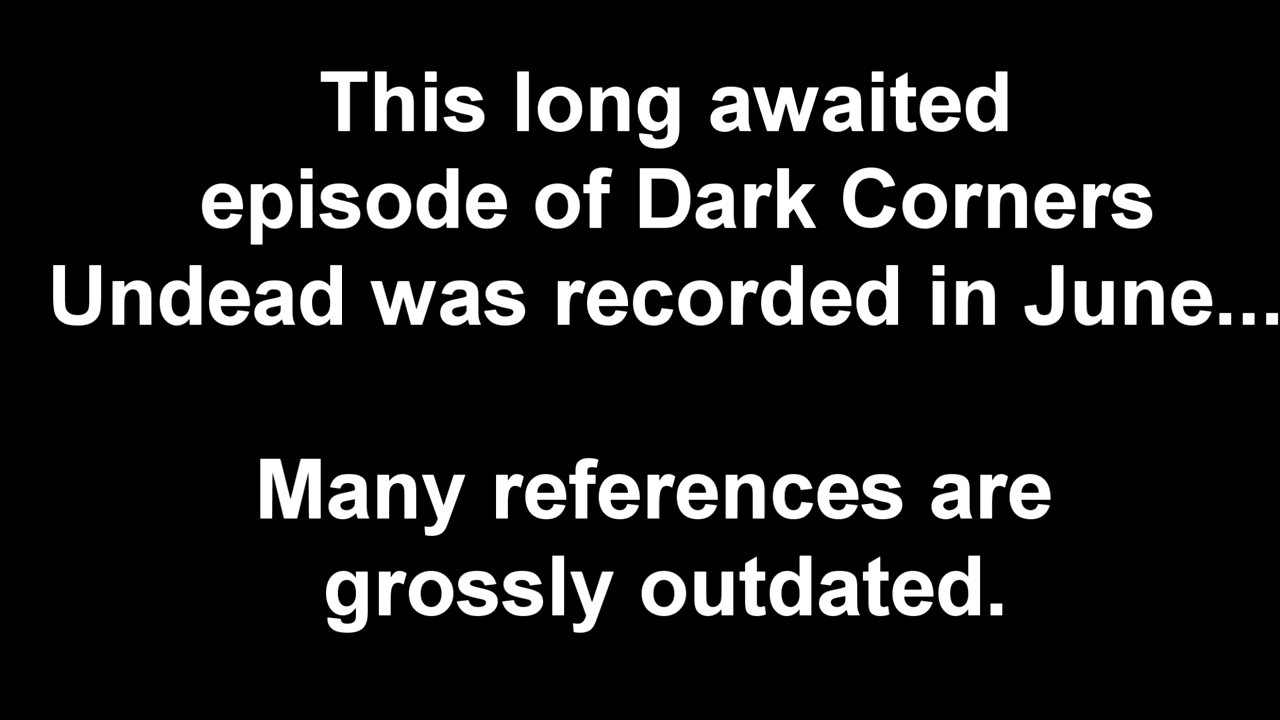 This long awaited
episode of Dark Corners
Undead was recorded in June...
Many references are
grossly outdated.